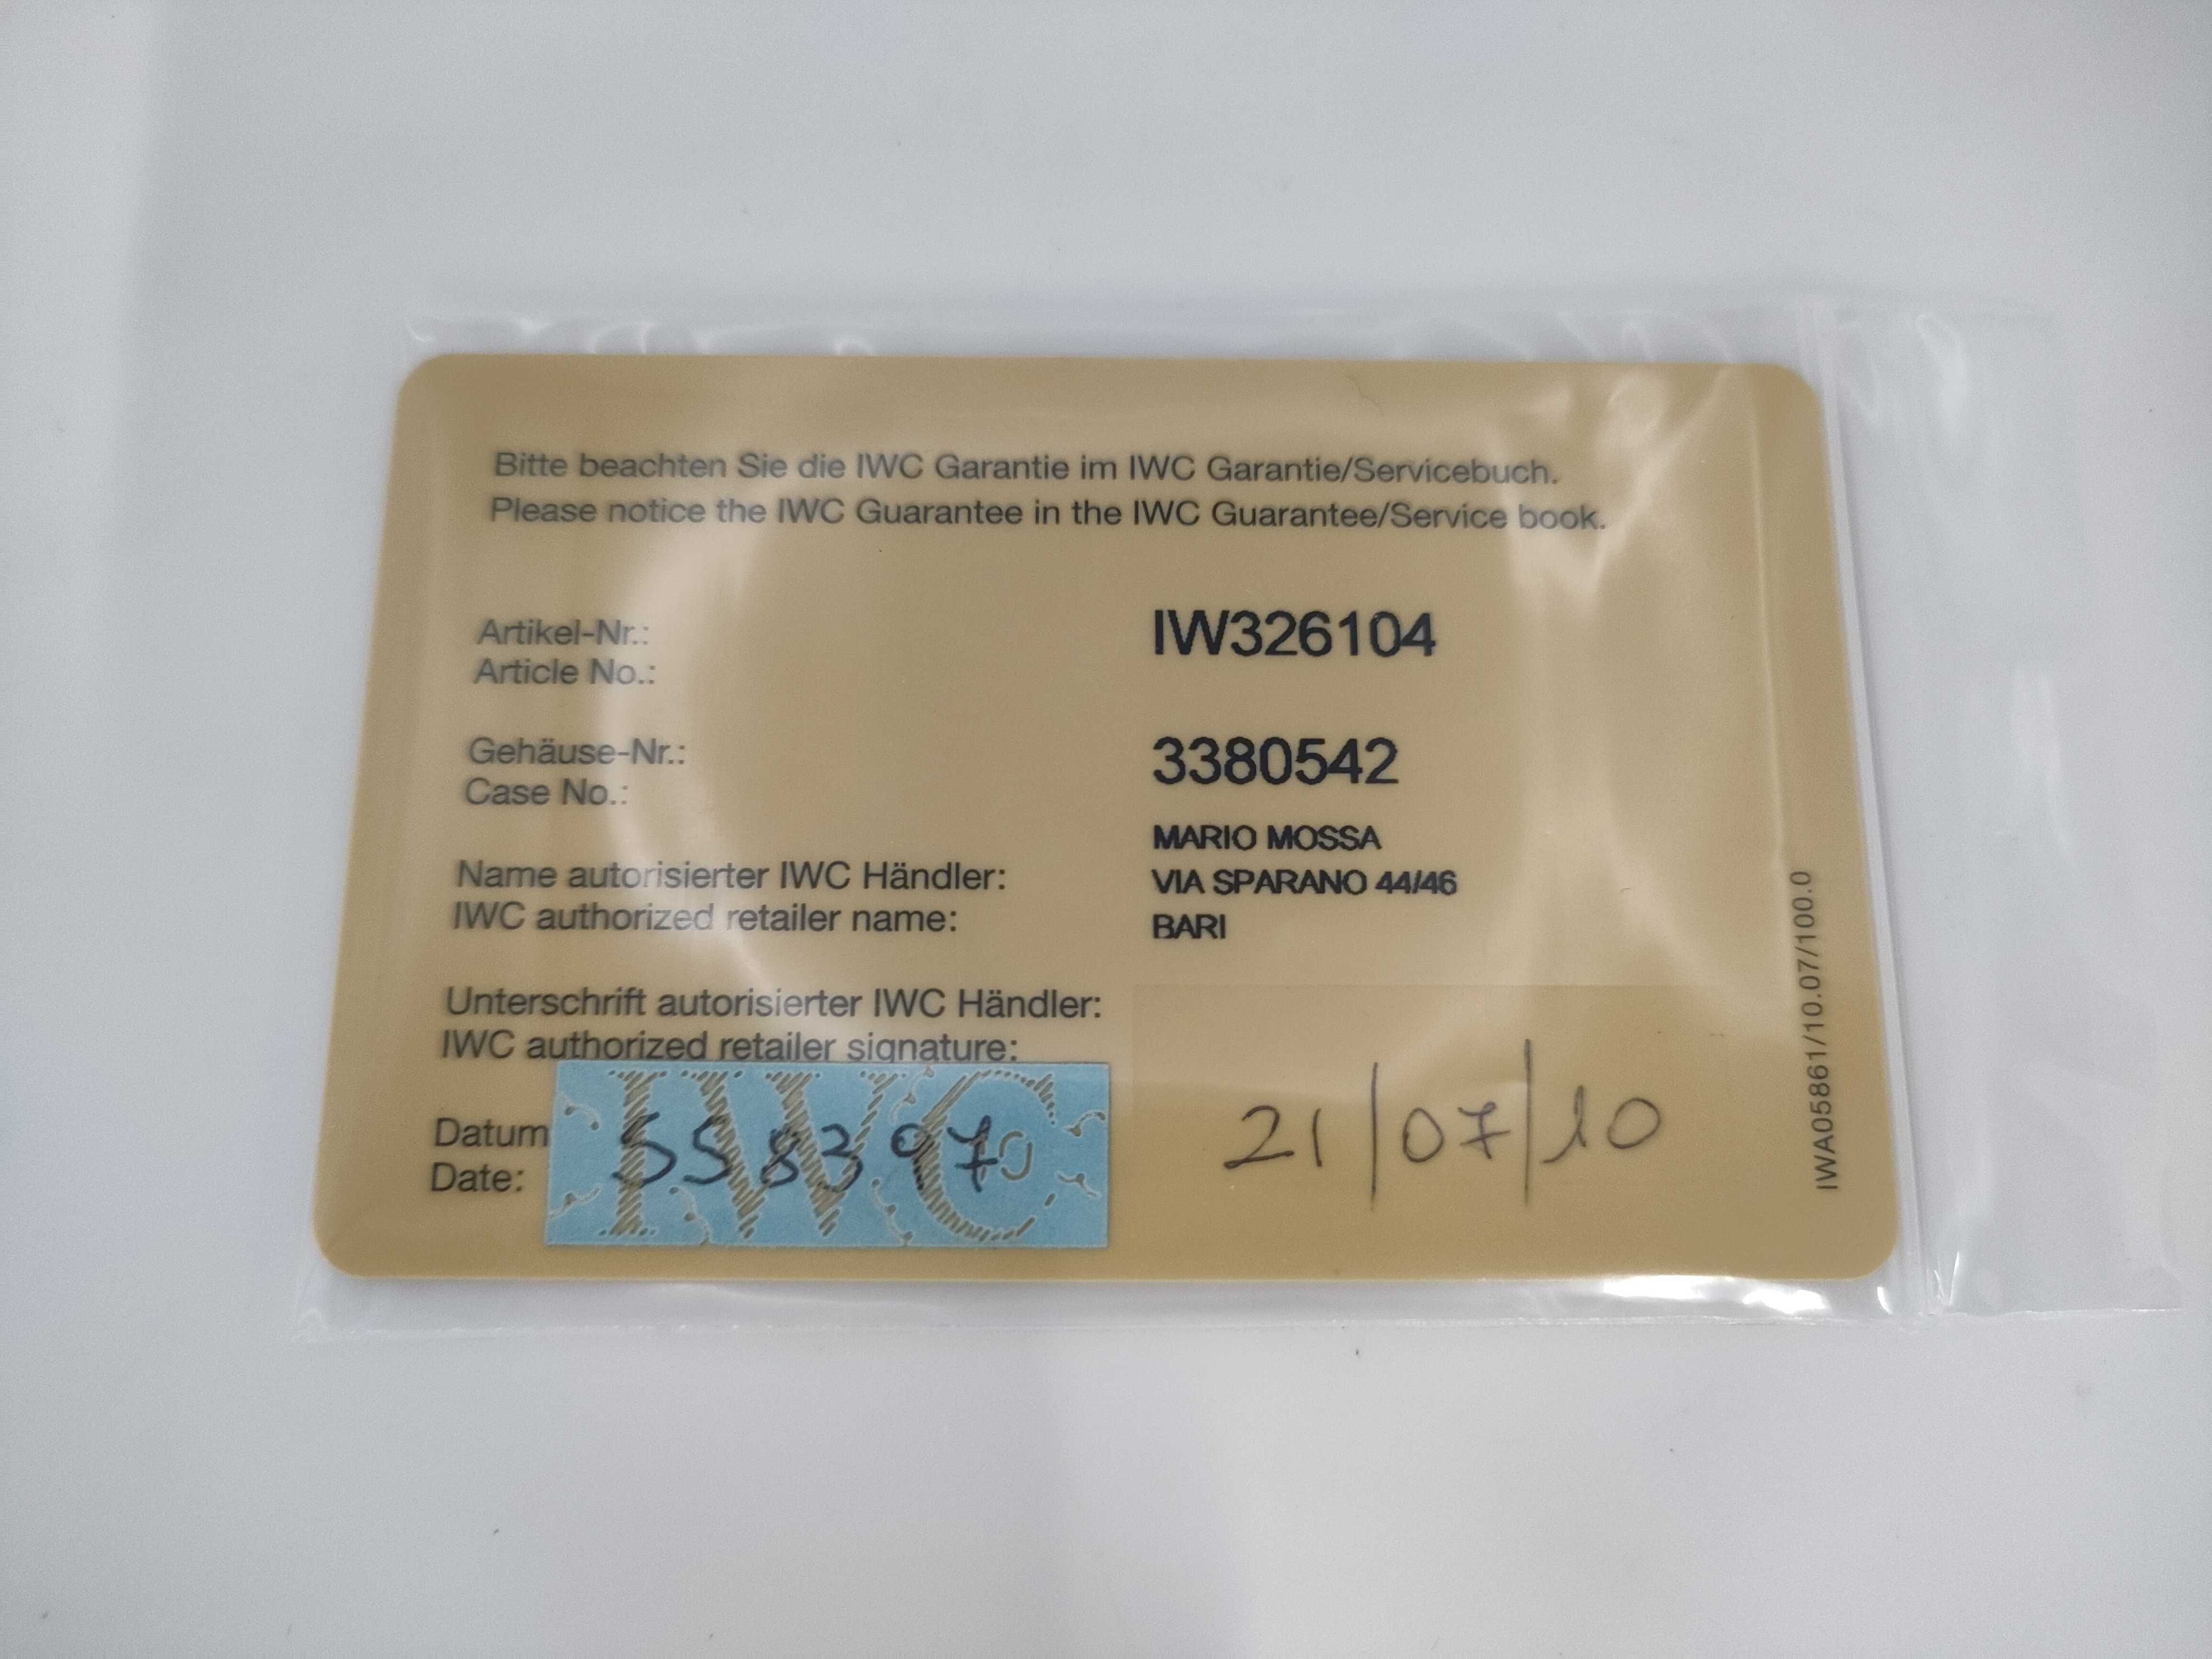 Bitte beachten Sie die IWC Garantie im IWC Garantie/Servicebuch.
Please notice the IWC Guarantee in the IWC Guarantee/Service book.
Artikel-Nr.:
Article No.:
IW326104
Gehäuse-Nr.:
Case No.:
3380542
Name autorisierter IWC Händler:
IWC authorized retailer name:
MARIO MOSSA
VIA SPARANO 44/46
BARI
Unterschrift autorisierter IWC Händler:
IWC authorized retailer signature:
Datum
Date:
IWC
21/07/10
IWA05861/10.07/100.0